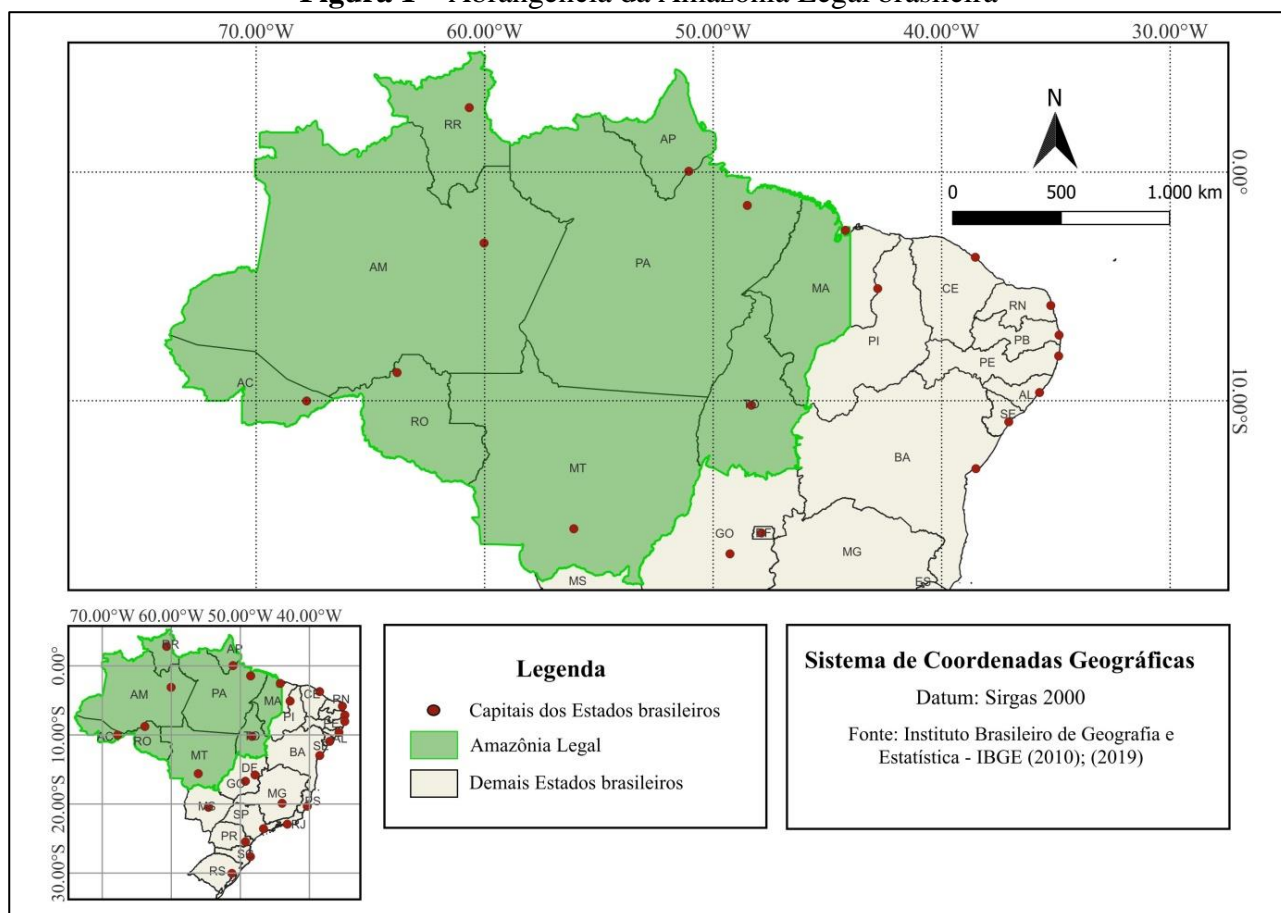 Figura 1 – Abrangência da Amazônia Legal brasileira
70.00°W 60.00°W 50.00°W 40.00°W 30.00°W
N
RR
AP
0.00°
0 500 1.000 km
AM
PA
MA
CE
RN
PI
PB
PE
AC
AL
10.00°S
TO
SE
RO
BA
MT
GO
DF
MG
MS
ES
70.00°W 60.00°W 50.00°W 40.00°W
RR
AP
0.00°
AM
PA
MA
CE
RN
PI
PE
AC
RO
TO
AL
SE
10.00°S
MT
BA
DF
GO
MG
MS
ES
20.00°S
SP
RJ
PR
SC
RS
30.00°S
Legenda
Capitais dos Estados brasileiros
Amazônia Legal
Demais Estados brasileiros
Sistema de Coordenadas Geográficas
Datum: Sirgas 2000
Fonte: Instituto Brasileiro de Geografia e
Estatística - IBGE (2010); (2019)